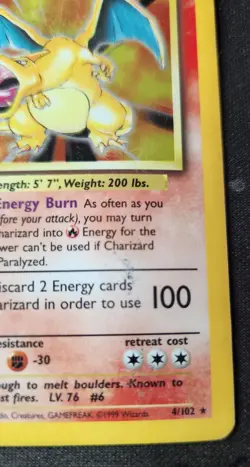 ength: 5' 7", Weight: 200 lbs.
Energy Burn As often as you
efore your attack), you may turn
harizard into Energy for the
wer can't be used if Charizard
Paralyzed.
iscard 2 Energy cards
arizard in order to use 100
sistance retreat cost
-30
ugh to melt boulders. Known to
st fires. LV. 76 #6
do, Creatures, GAMEFREAK. ©1999 Wizards
4/102 ★